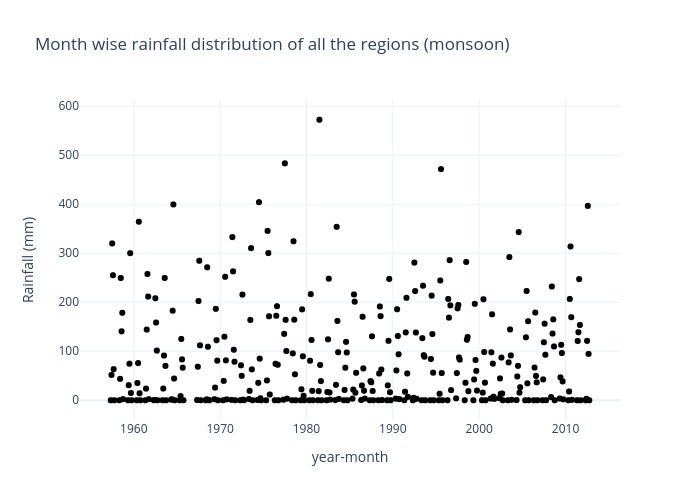 Month wise rainfall distribution of all the regions (monsoon)
600
500
400
300
200
100
0
Rainfall (mm)
1960 1970 1980 1990 2000 2010
year-month